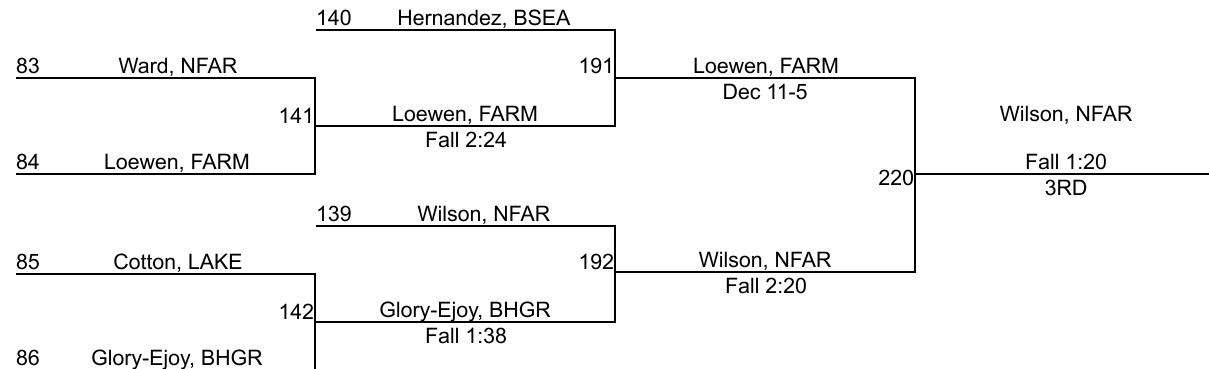 140 Hernandez, BSEA
83 Ward, NFAR
191 Loewen, FARM
Dec 11-5
141 Loewen, FARM
Fall 2:24
Wilson, NFAR
84 Loewen, FARM
Fall 1:20
220
3RD
139 Wilson, NFAR
85 Cotton, LAKE
192 Wilson, NFAR
Fall 2:20
142 Glory-Ejoy, BHGR
Fall 1:38
86 Glory-Ejoy, BHGR